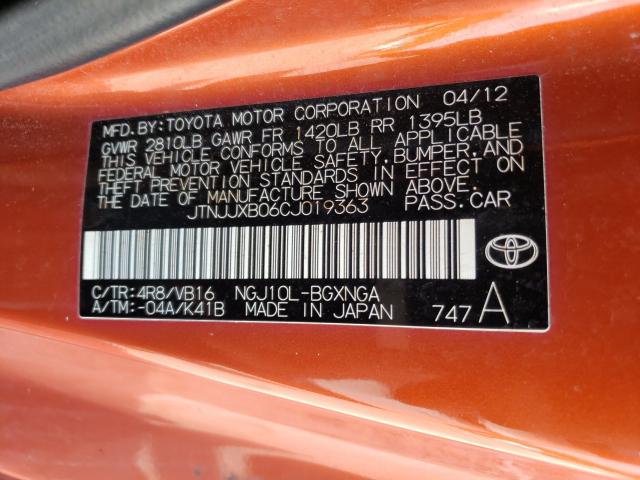 MFD.BY:TOYOTA MOTOR CORPORATION 04/12
GVWR 2810LB GAWR FR 1420LB RR 1395LB
THIS VEHICLE CONFORMS TO ALL APPLICABLE
FEDERAL MOTOR VEHICLE SAFETY,BUMPER,AND
THEFT PREVENTION STANDARDS IN EFFECT ON
THE DATE OF MANUFACTURE SHOWN ABOVE.
JTNJJXB06CJ019363 PASS.CAR
C/TR:4R8/VB16 NGJ10L-BGXNGA
A/TM:-04A/K41B MADE IN JAPAN 747 A